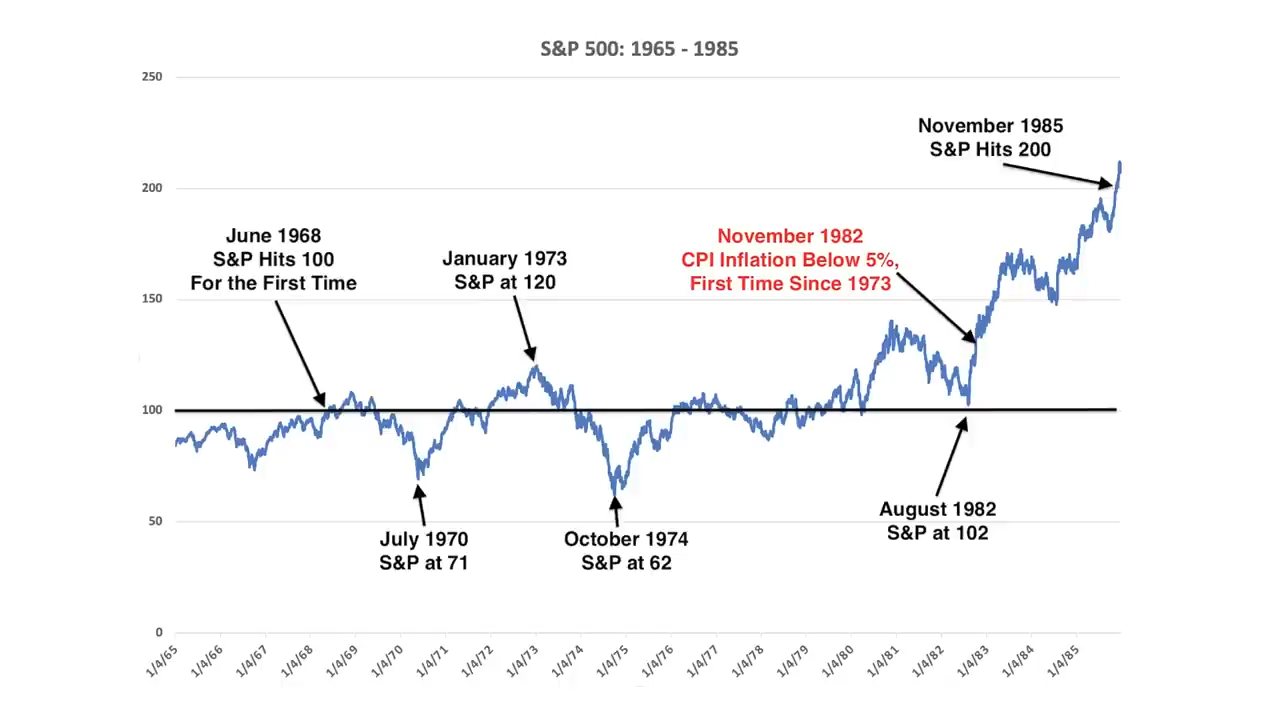 S&P 500: 1965 - 1985
250
200
150
100
50
0
November 1985
S&P Hits 200
June 1968
S&P Hits 100
For the First Time
January 1973
S&P at 120
November 1982
CPI Inflation Below 5%,
First Time Since 1973
July 1970
S&P at 71
October 1974
S&P at 62
August 1982
S&P at 102
1/4/65
1/4/66
1/4/67
1/4/68
1/4/69
1/4/70
1/4/71
1/4/72
1/4/73
1/4/74
1/4/75
1/4/76
1/4/77
1/4/78
1/4/79
1/4/80
1/4/81
1/4/82
1/4/83
1/4/84
1/4/85